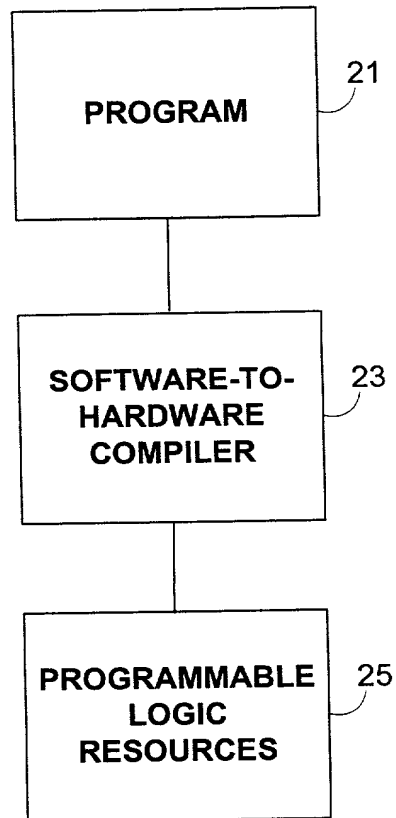 PROGRAM
21
SOFTWARE-TO-
HARDWARE
COMPILER
23
PROGRAMMABLE
LOGIC
RESOURCES
25